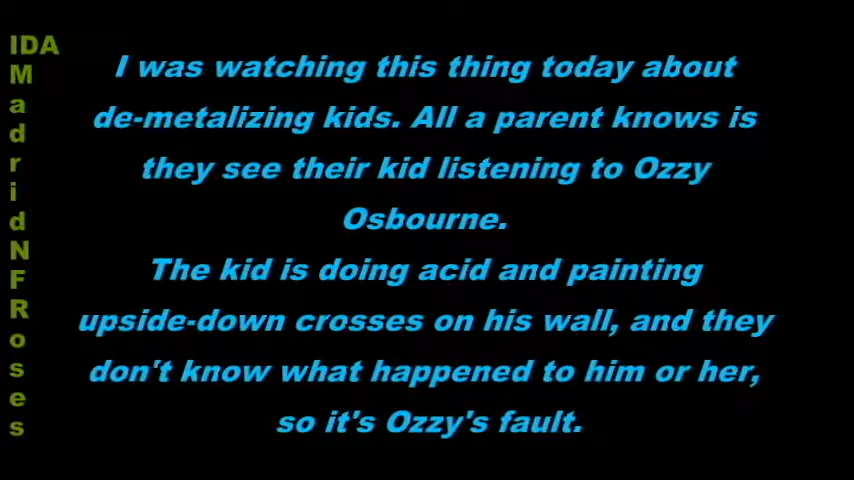 IDA
M
a
d
r
i
d
N
F
R
o
s
e
s
I was watching this thing today about
de-metalizing kids. All a parent knows is
they see their kid listening to Ozzy
Osbourne.
The kid is doing acid and painting
upside-down crosses on his wall, and they
don't know what happened to him or her,
so it's Ozzy's fault.